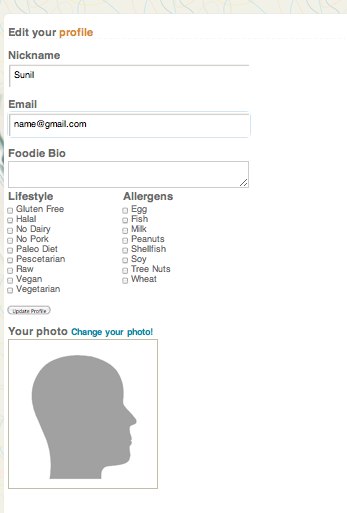 Edit your profile
Nickname
Sunil
Email
name@gmail.com
Foodie Bio
Lifestyle
Gluten Free
Halal
No Dairy
No Pork
Paleo Diet
Pescetarian
Raw
Vegan
Vegetarian
Allergens
Egg
Fish
Milk
Peanuts
Shellfish
Soy
Tree Nuts
Wheat
Update Profile
Your photo Change your photo!